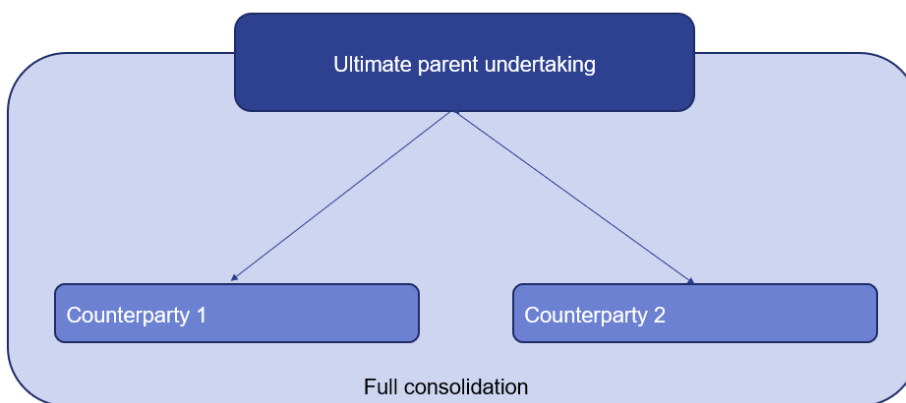 Ultimate parent undertaking
Counterparty 1
Counterparty 2
Full consolidation